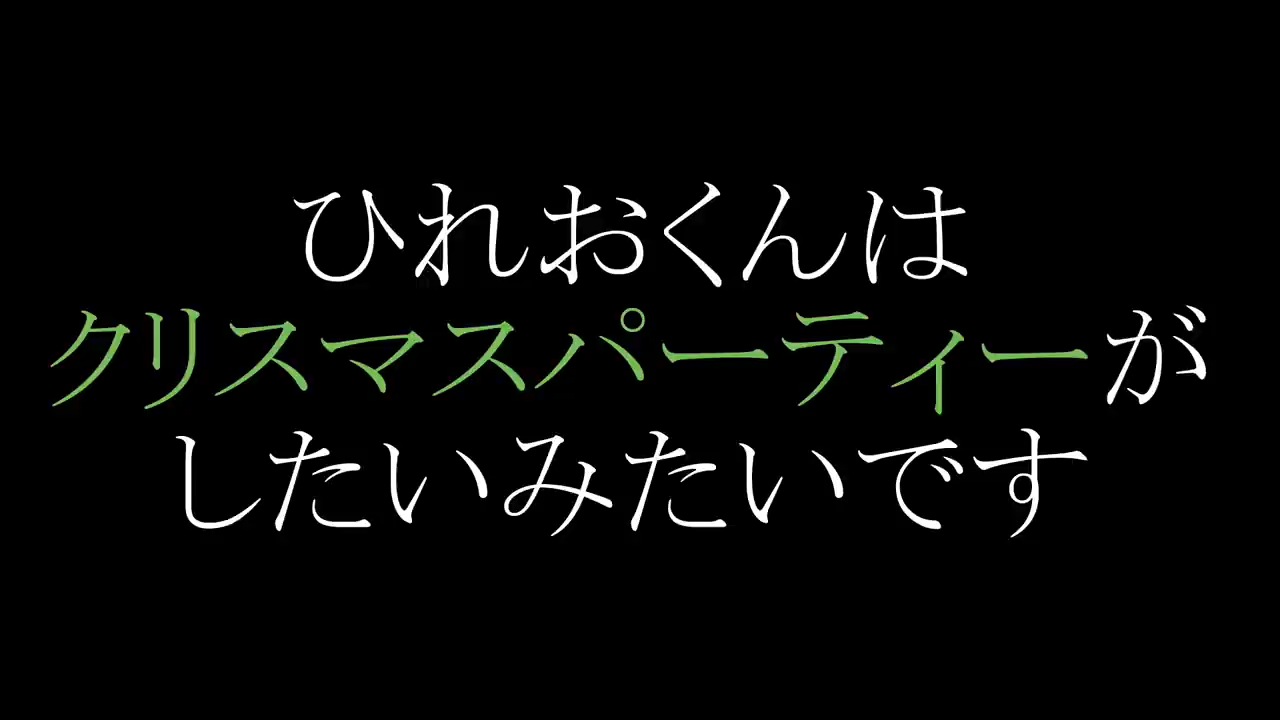 ひれおくんは
クリスマスパーティーが
したいみたいです